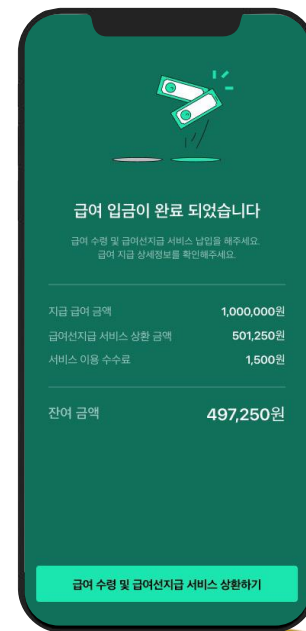 급여 입금이 완료 되었습니다
급여 수령 및 급여선지급 서비스 납입을 해주세요.
급여 지급 상세정보를 확인해주세요.
지급 급여 금액 1,000,000원
급여선지급 서비스 상환 금액 501,250원
서비스 이용 수수료 1,500원
잔여 금액 497,250원
급여 수령 및 급여선지급 서비스 상환하기